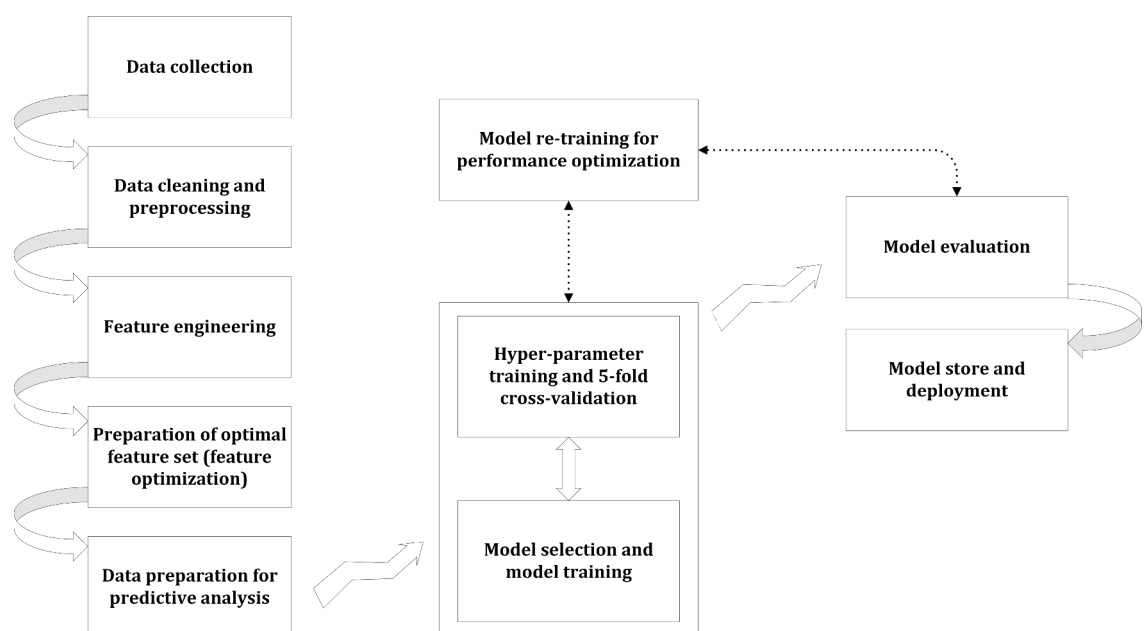 Data collection
Data cleaning and
preprocessing
Feature engineering
Preparation of optimal
feature set (feature
optimization)
Data preparation for
predictive analysis
Model re-training for
performance optimization
Hyper-parameter
training and 5-fold
cross-validation
Model selection and
model training
Model evaluation
Model store and
deployment